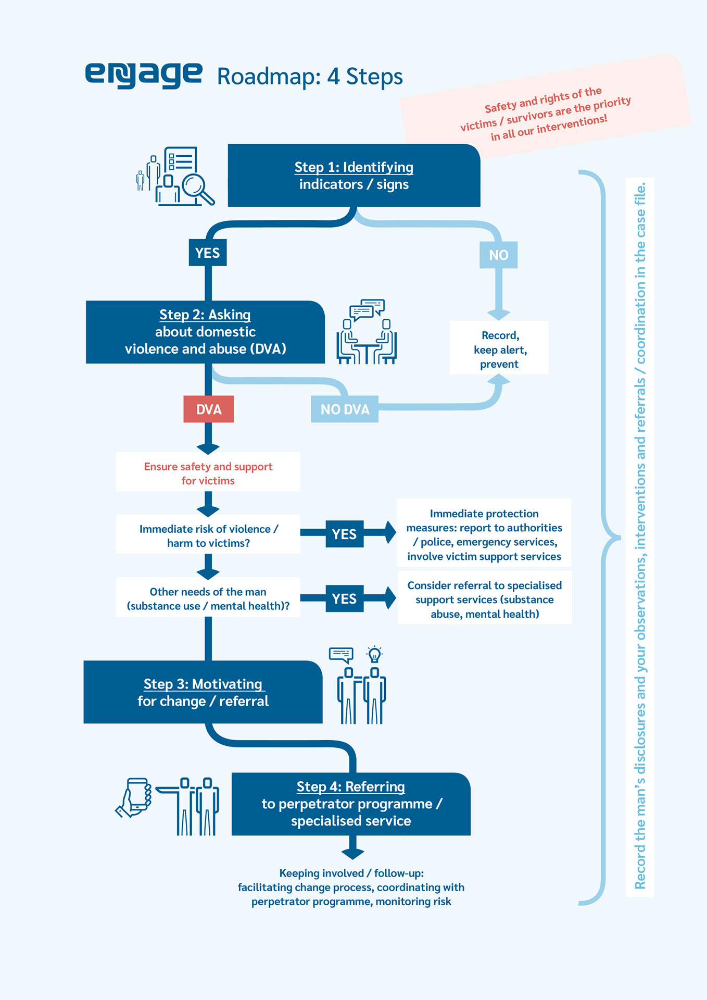 engage Roadmap: 4 Steps
Safety and rights of the
victims / survivors are the priority
in all our interventions!
Step 1: Identifying
indicators / signs
YES
NO
Step 2: Asking
about domestic
violence and abuse (DVA)
Record,
keep alert,
prevent
DVA
NO DVA
Ensure safety and support
for victims
Immediate risk of violence /
harm to victims?
YES
Immediate protection
measures: report to authorities
/ police, emergency services,
involve victim support services
Other needs of the man
(substance use / mental health)?
YES
Consider referral to specialised
support services (substance
abuse, mental health)
Step 3: Motivating
for change / referral
Step 4: Referring
to perpetrator programme /
specialised service
Keeping involved / follow-up:
facilitating change process, coordinating with
perpetrator programme, monitoring risk
Record the man's disclosures and your observations, interventions and referrals / coordination in the case file.